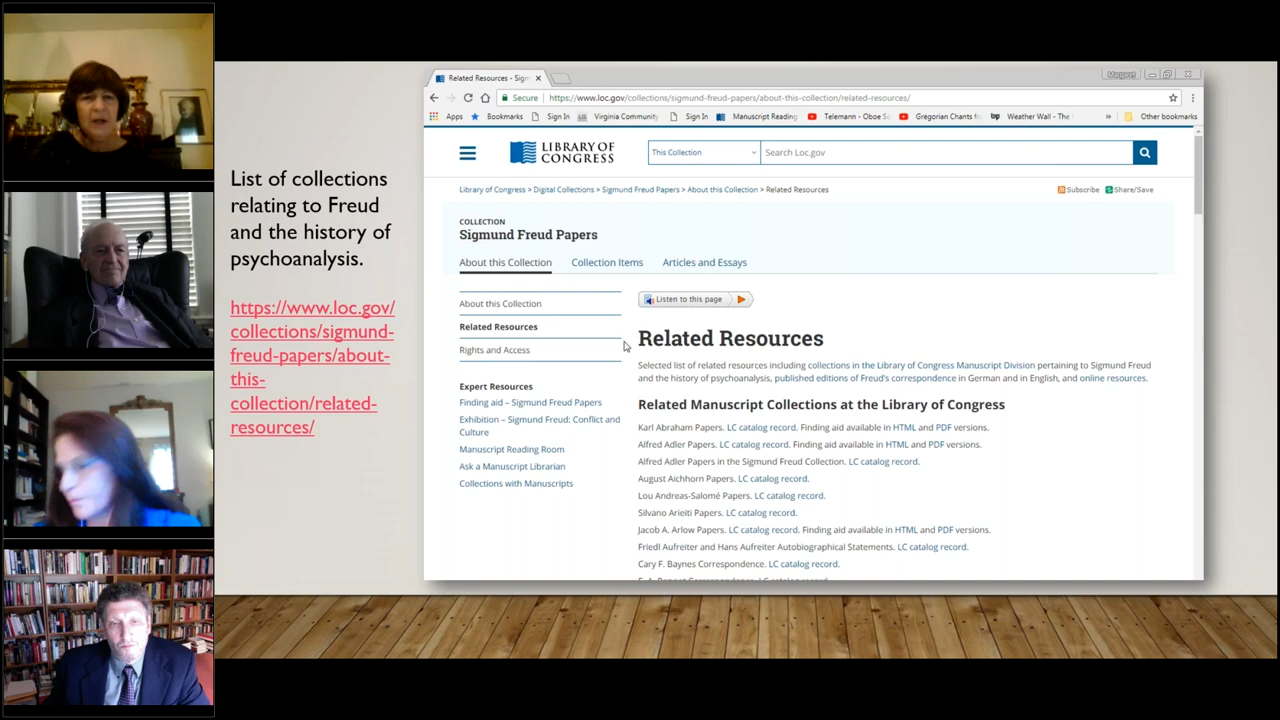 List of collections
relating to Freud
and the history of
psychoanalysis.
https://www.loc.gov/
collections/sigmund-
freud-papers/about-
this-
collection/related-
resources/
Related Resources - Sigm
Margaret
Secure https://www.loc.gov/collections/sigmund-freud-papers/about-this-collection/related-resources/
Apps Bookmarks Sign In Virginia Community Sign In Manuscript Reading Telemann - Oboe So Gregorian Chants fr Weather Wall - The » Other bookmarks
LIBRARY OF
CONGRESS
This Collection Search Loc.gov
Library of Congress > Digital Collections > Sigmund Freud Papers > About this Collection > Related Resources Subscribe Share/Save
COLLECTION
Sigmund Freud Papers
About this Collection Collection Items Articles and Essays
About this Collection
Related Resources
Rights and Access
Expert Resources
Finding aid – Sigmund Freud Papers
Exhibition – Sigmund Freud: Conflict and
Culture
Manuscript Reading Room
Ask a Manuscript Librarian
Collections with Manuscripts
Listen to this page
Related Resources
Selected list of related resources including collections in the Library of Congress Manuscript Division pertaining to Sigmund Freud
and the history of psychoanalysis, published editions of Freud's correspondence in German and in English, and online resources.
Related Manuscript Collections at the Library of Congress
Karl Abraham Papers. LC catalog record. Finding aid available in HTML and PDF versions.
Alfred Adler Papers. LC catalog record. Finding aid available in HTML and PDF versions.
Alfred Adler Papers in the Sigmund Freud Collection. LC catalog record.
August Aichhorn Papers. LC catalog record.
Lou Andreas-Salomé Papers. LC catalog record.
Silvano Arieiti Papers. LC catalog record.
Jacob A. Arlow Papers. LC catalog record. Finding aid available in HTML and PDF versions.
Friedl Aufreiter and Hans Aufreiter Autobiographical Statements. LC catalog record.
Cary F. Baynes Correspondence. LC catalog record.